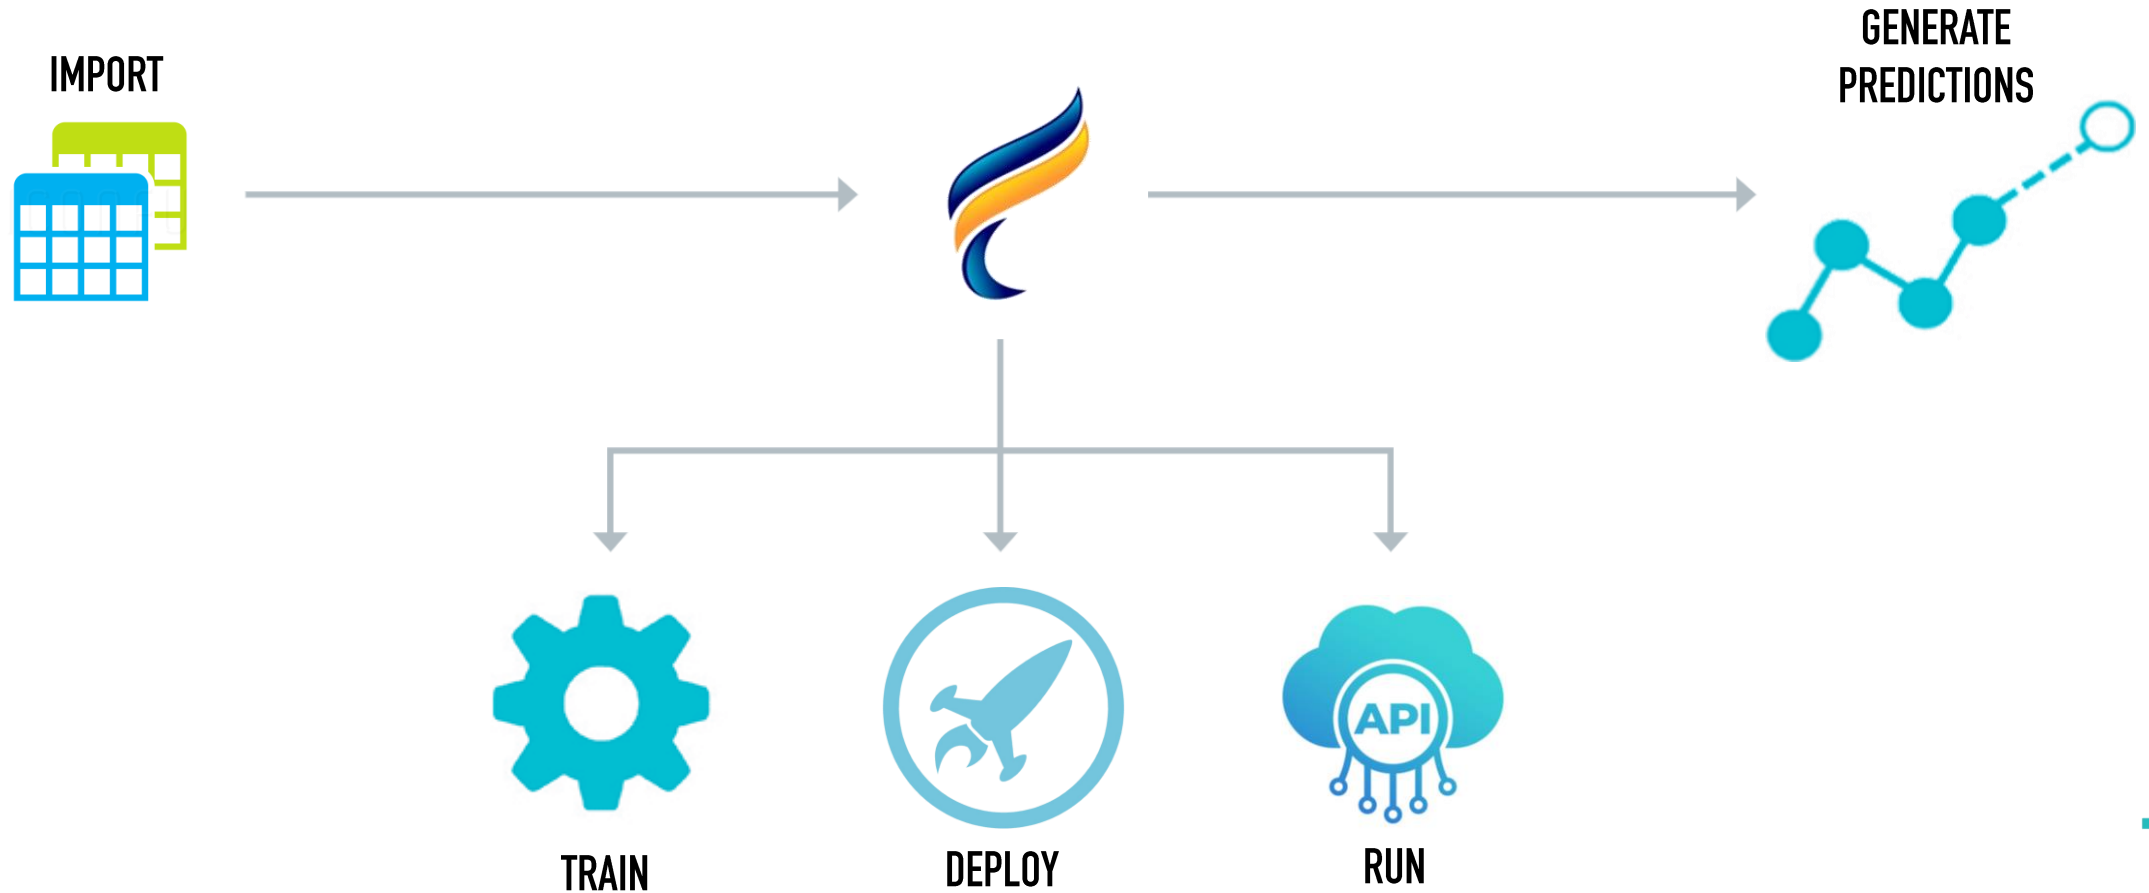 IMPORT
GENERATE
PREDICTIONS
API
TRAIN
DEPLOY
RUN